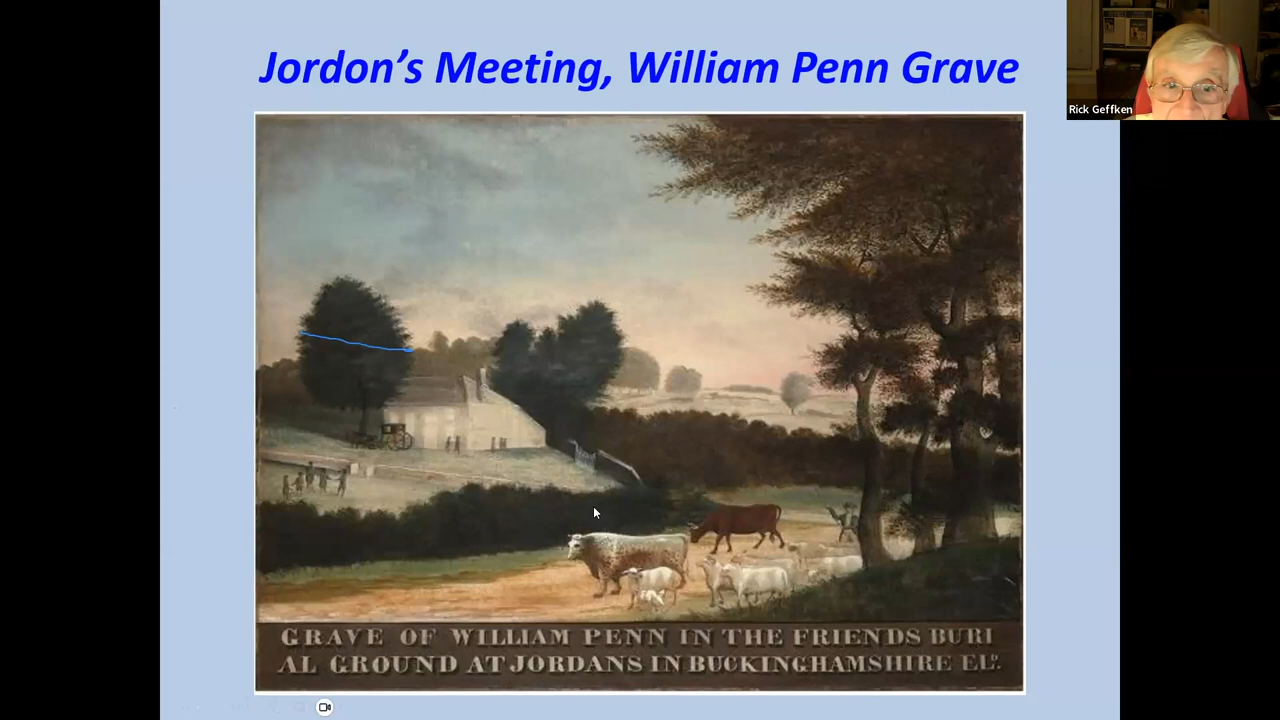 Jordon's Meeting, William Penn Grave
Rick Geffken
GRAVE OF WILLIAM PENN IN THE FRIENDS BURI
AL GROUND AT JORDANS IN BUCKINGHAMSHIRE ELD.